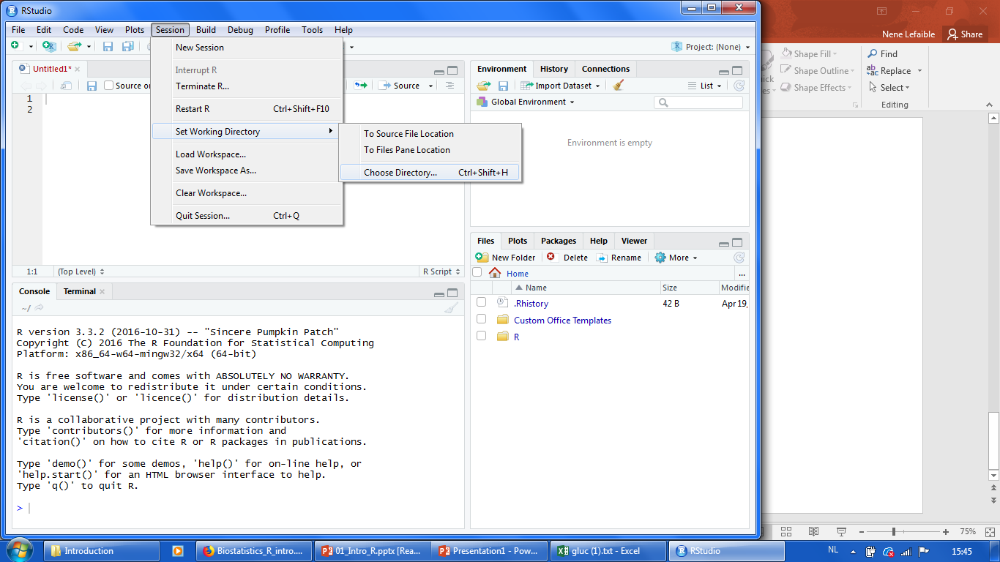 RStudio
File Edit Code View Plots Session Build Debug Profile Tools Help
Project: (None)
Untitled1*
Source
1
2
New Session
Interrupt R
Terminate R...
Restart R Ctrl+Shift+F10
Set Working Directory
Load Workspace...
Save Workspace As...
Clear Workspace...
Quit Session... Ctrl+Q
To Source File Location
To Files Pane Location
Choose Directory... Ctrl+Shift+H
1:1 (Top Level) R Script
Environment History Connections
Import Dataset List
Global Environment
Environment is empty
Files Plots Packages Help Viewer
New Folder Delete Rename More
Home ...
Name Size
.Rhistory 42 B Apr 19,
Custom Office Templates
R
Console Terminal
~/
R version 3.3.2 (2016-10-31) -- "Sincere Pumpkin Patch"
Copyright (C) 2016 The R Foundation for Statistical Computing
Platform: x86_64-w64-mingw32/x64 (64-bit)
R is free software and comes with ABSOLUTELY NO WARRANTY.
You are welcome to redistribute it under certain conditions.
Type 'license()' or 'licence()' for distribution details.
R is a collaborative project with many contributors.
Type 'contributors()' for more information and
'citation()' on how to cite R or R packages in publications.
Type 'demo()' for some demos, 'help()' for on-line help, or
'help.start()' for an HTML browser interface to help.
Type 'q()' to quit R.
>
Nene Lefaible Share
Shape Fill
Shape Outline
Shape Effects
Find
Replace
Select
Editing
75%
Introduction
Biostatistics_R_intro....
01_Intro_R.pptx [Rea...
Presentation1 - Pow...
gluc (1).txt - Excel
RStudio
NL
15:45